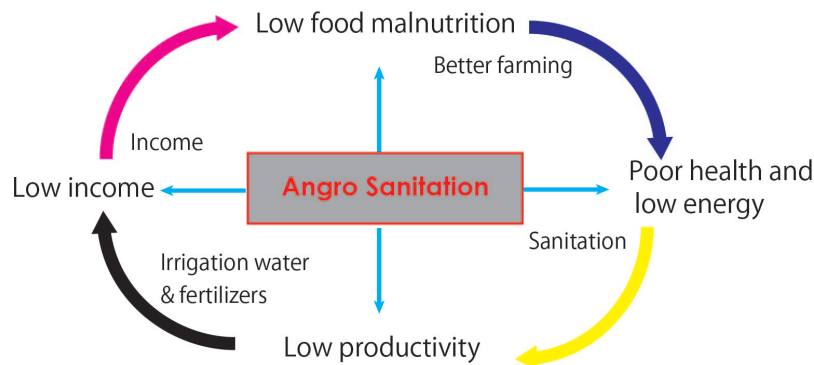 Low food malnutrition
Better farming
Income
Low income
Angro Sanitation
Poor health and
low energy
Sanitation
Irrigation water
& fertilizers
Low productivity